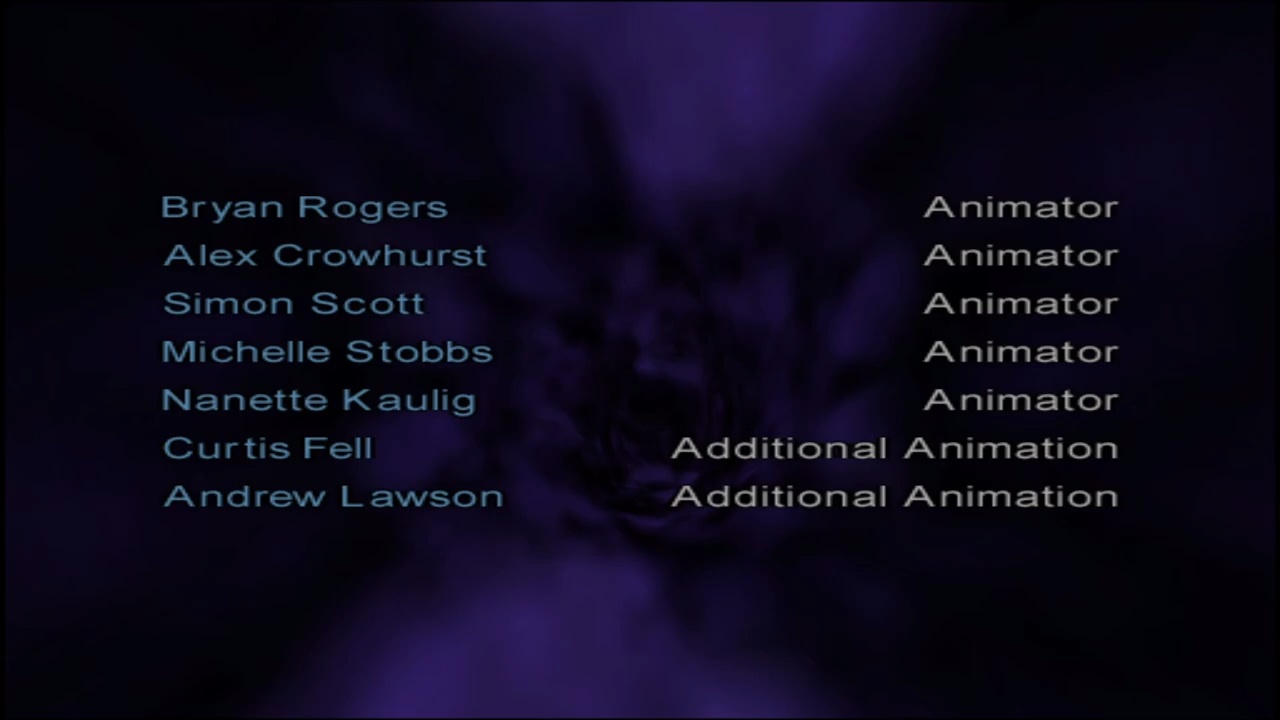 Bryan Rogers Animator
Alex Crowhurst Animator
Simon Scott Animator
Michelle Stobbs Animator
Nanette Kaulig Animator
Curtis Fell Additional Animation
Andrew Lawson Additional Animation